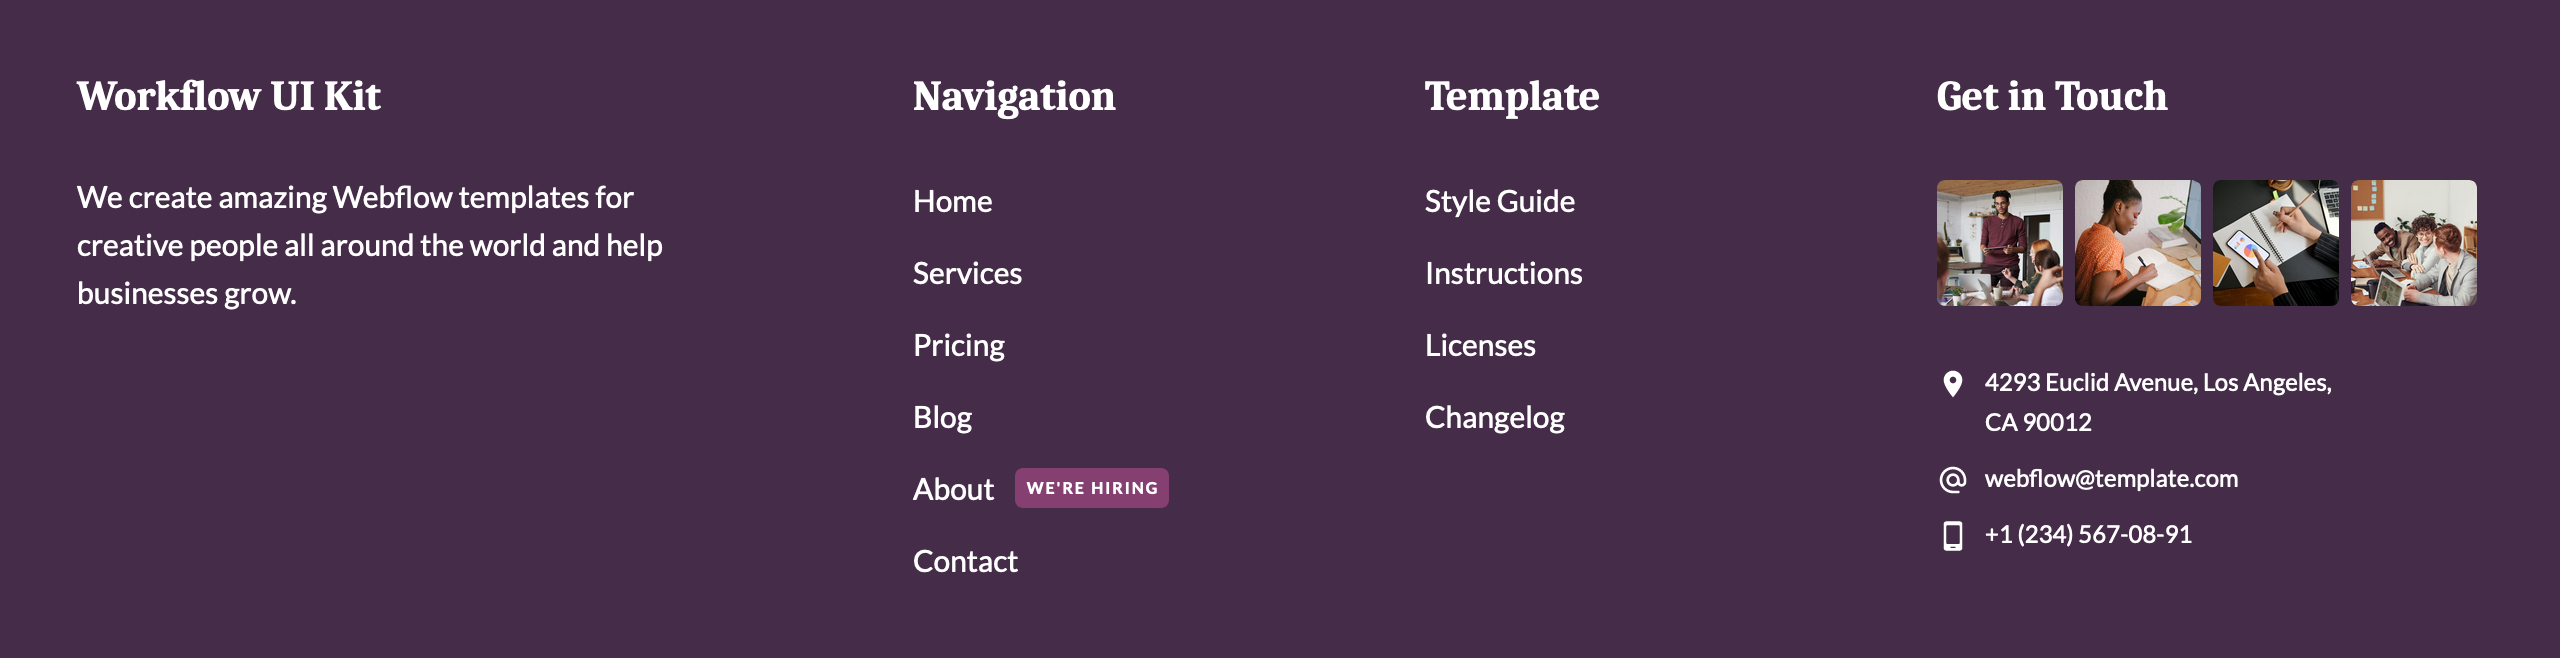 Workflow UI Kit
We create amazing Webflow templates for
creative people all around the world and help
businesses grow.
Navigation
Home
Services
Pricing
Blog
About WE'RE HIRING
Contact
Template
Style Guide
Instructions
Licenses
Changelog
Get in Touch
4293 Euclid Avenue, Los Angeles,
CA 90012
webflow@template.com
+1 (234) 567-08-91